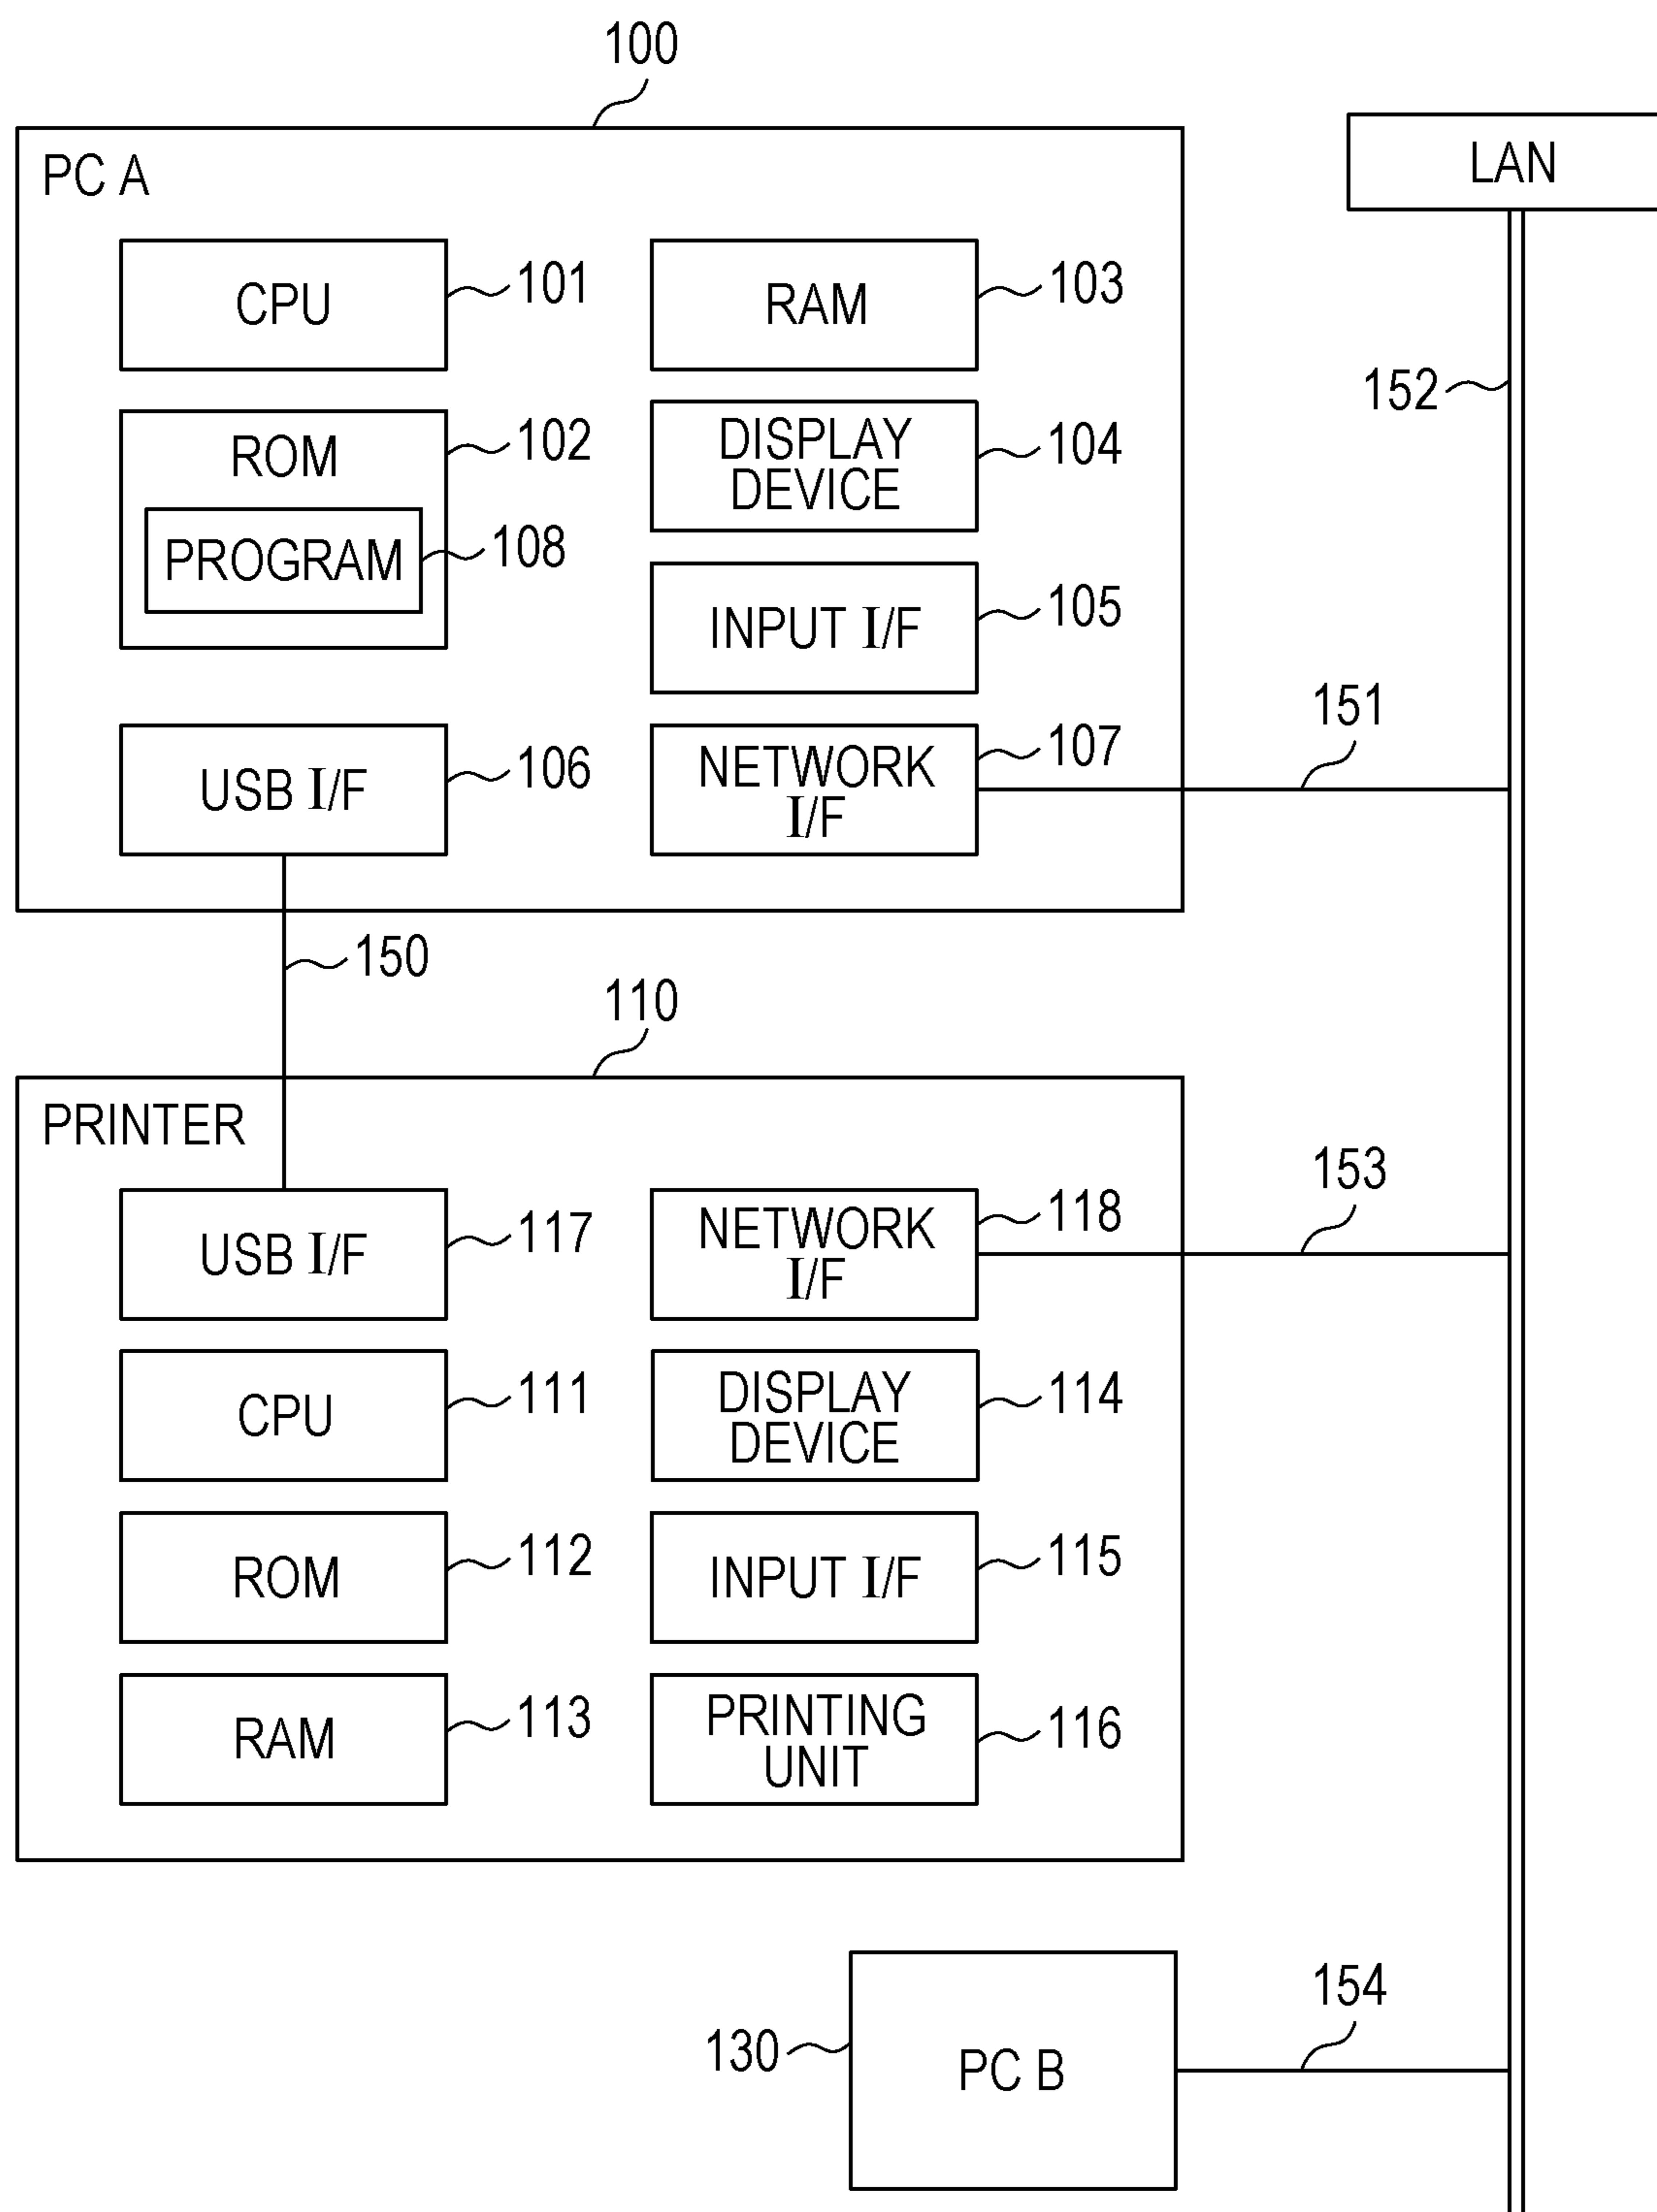 100
PC A
LAN
CPU
101
RAM
103
152
ROM
102
DISPLAY
DEVICE
104
PROGRAM
108
INPUT I/F
105
151
USB I/F
106
NETWORK
I/F
107
150
110
PRINTER
153
USB I/F
117
NETWORK
I/F
118
CPU
111
DISPLAY
DEVICE
114
ROM
112
INPUT I/F
115
RAM
113
PRINTING
UNIT
116
154
130
PC B